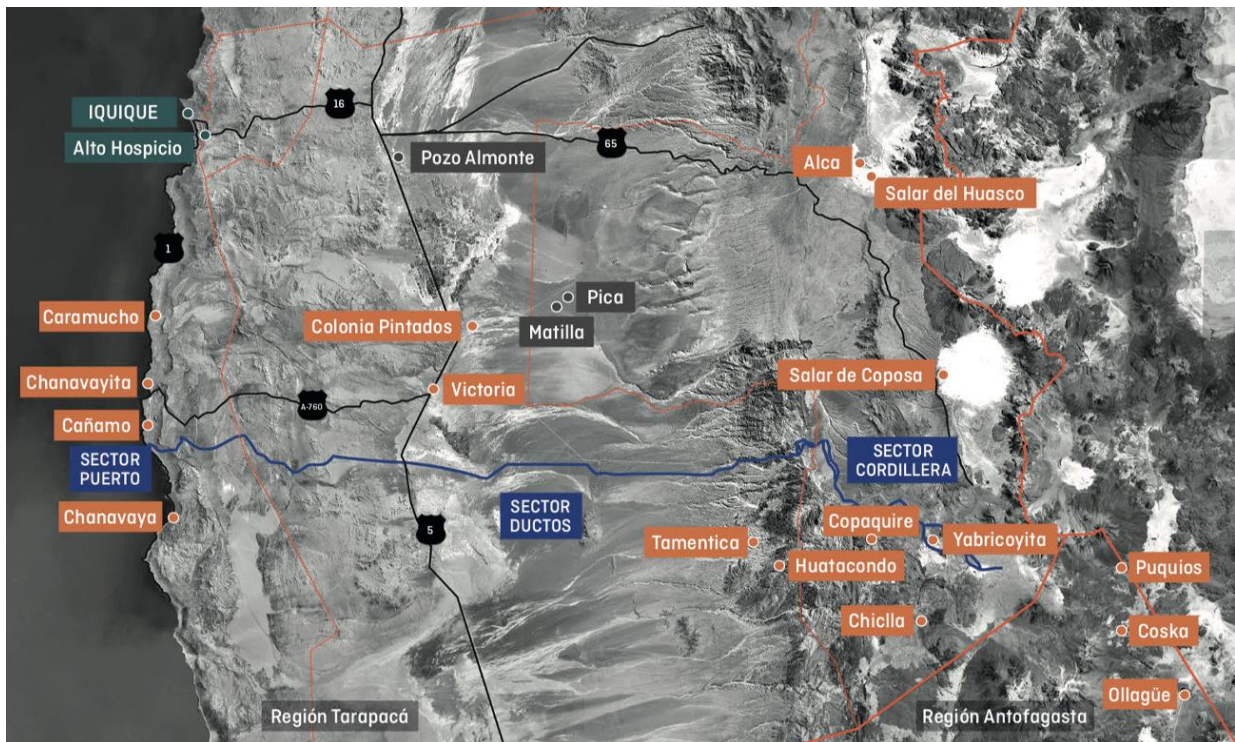 IQUIQUE
16
Alto Hospicio
65
Pozo Almonte
Alca
Salar del Huasco
1
Pica
Matilla
Caramucho
Colonia Pintados
Chanavayita
Victoria
Salar de Coposa
A-760
Cañamo
SECTOR
PUERTO
SECTOR
CORDILLERA
SECTOR
DUCTOS
Chanavaya
5
Copaquire
Tamentica
Yabricoyita
Huatacondo
Puquios
Chiclla
Coska
Ollagüe
Región Tarapacá
Región Antofagasta